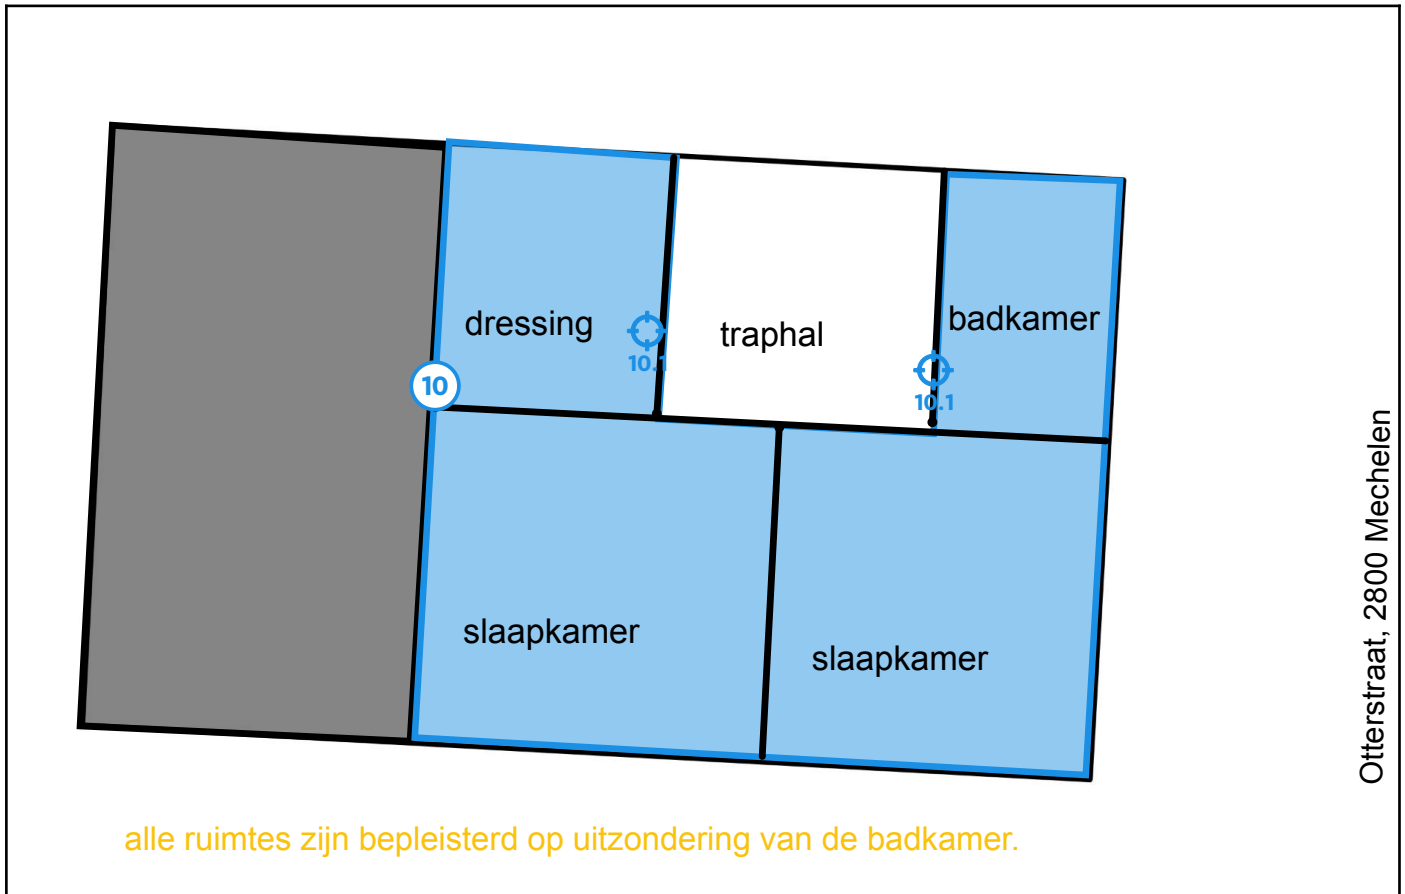 dressing
traphal
badkamer
10.1
10
10.1
slaapkamer
slaapkamer
Otterstraat, 2800 Mechelen
alle ruimtes zijn bepleisterd op uitzondering van de badkamer.